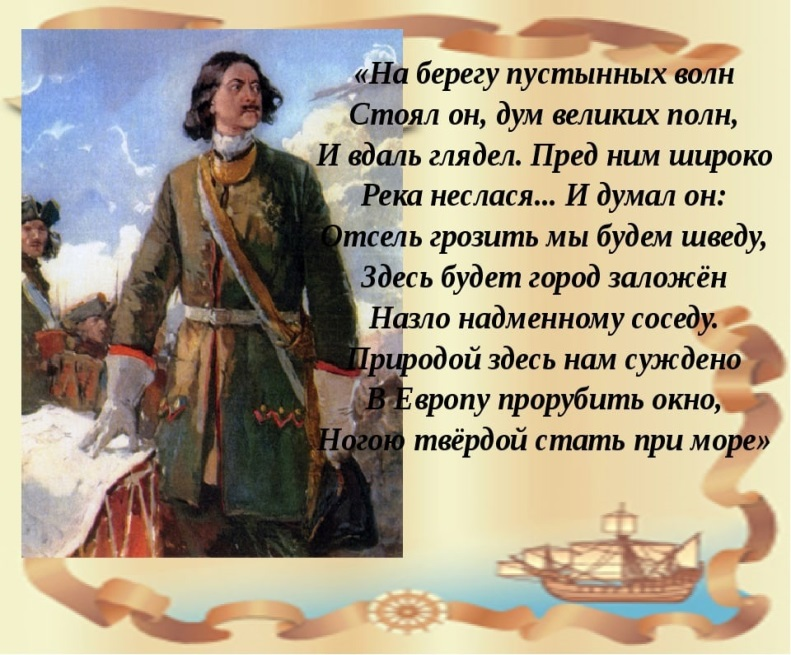 «На берегу пустынных волн
Стоял он, дум великих полн,
И вдаль глядел. Пред ним широко
Река неслася... И думал он:
Отсель грозить мы будем шведу,
Здесь будет город заложён
Назло надменному соседу.
Природой здесь нам суждено
В Европу прорубить окно,
Ногою твёрдой стать при море»